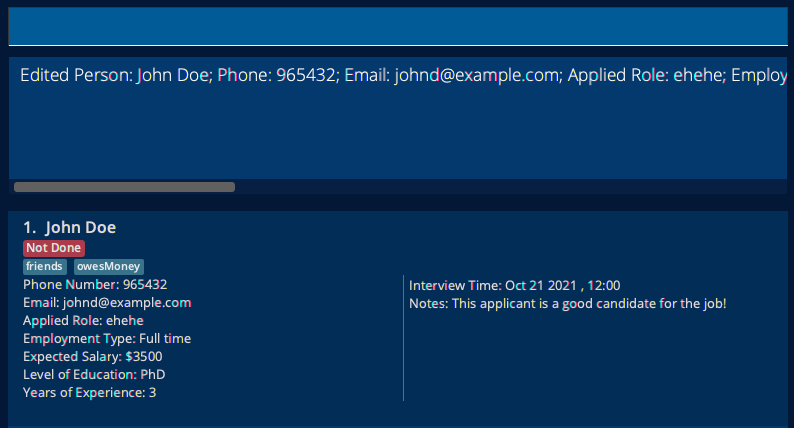 Edited Person: John Doe; Phone: 965432; Email: johnd@example.com; Applied Role: ehehe; Employ
1. John Doe
Not Done
friends owesMoney
Phone Number: 965432
Email: johnd@example.com
Applied Role: ehehe
Employment Type: Full time
Expected Salary: $3500
Level of Education: PhD
Years of Experience: 3
Interview Time: Oct 21 2021 , 12:00
Notes: This applicant is a good candidate for the job!